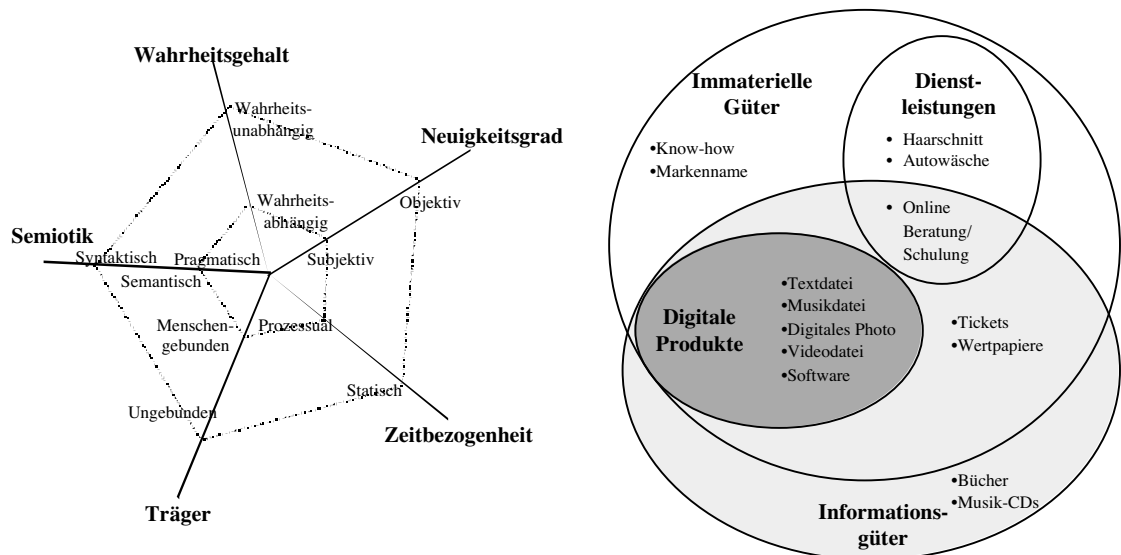 Wahrheitsgehalt
Wahrheits-
unabhängig
Neuigkeitsgrad
Objektiv
Wahrheits-
abhängig
Subjektiv
Semiotik
Syntaktisch
Pragmatisch
Semantisch
Menschen-
gebunden
Prozessual
Statisch
Ungebunden
Zeitbezogenheit
Träger
Immaterielle
Güter
•Know-how
•Markenname
Dienst-
leistungen
• Haarschnitt
• Autowäsche
• Online
Beratung/
Schulung
Digitale
Produkte
•Textdatei
•Musikdatei
•Digitales Photo
•Videodatei
•Software
•Tickets
•Wertpapiere
•Bücher
•Musik-CDs
Informations-
güter